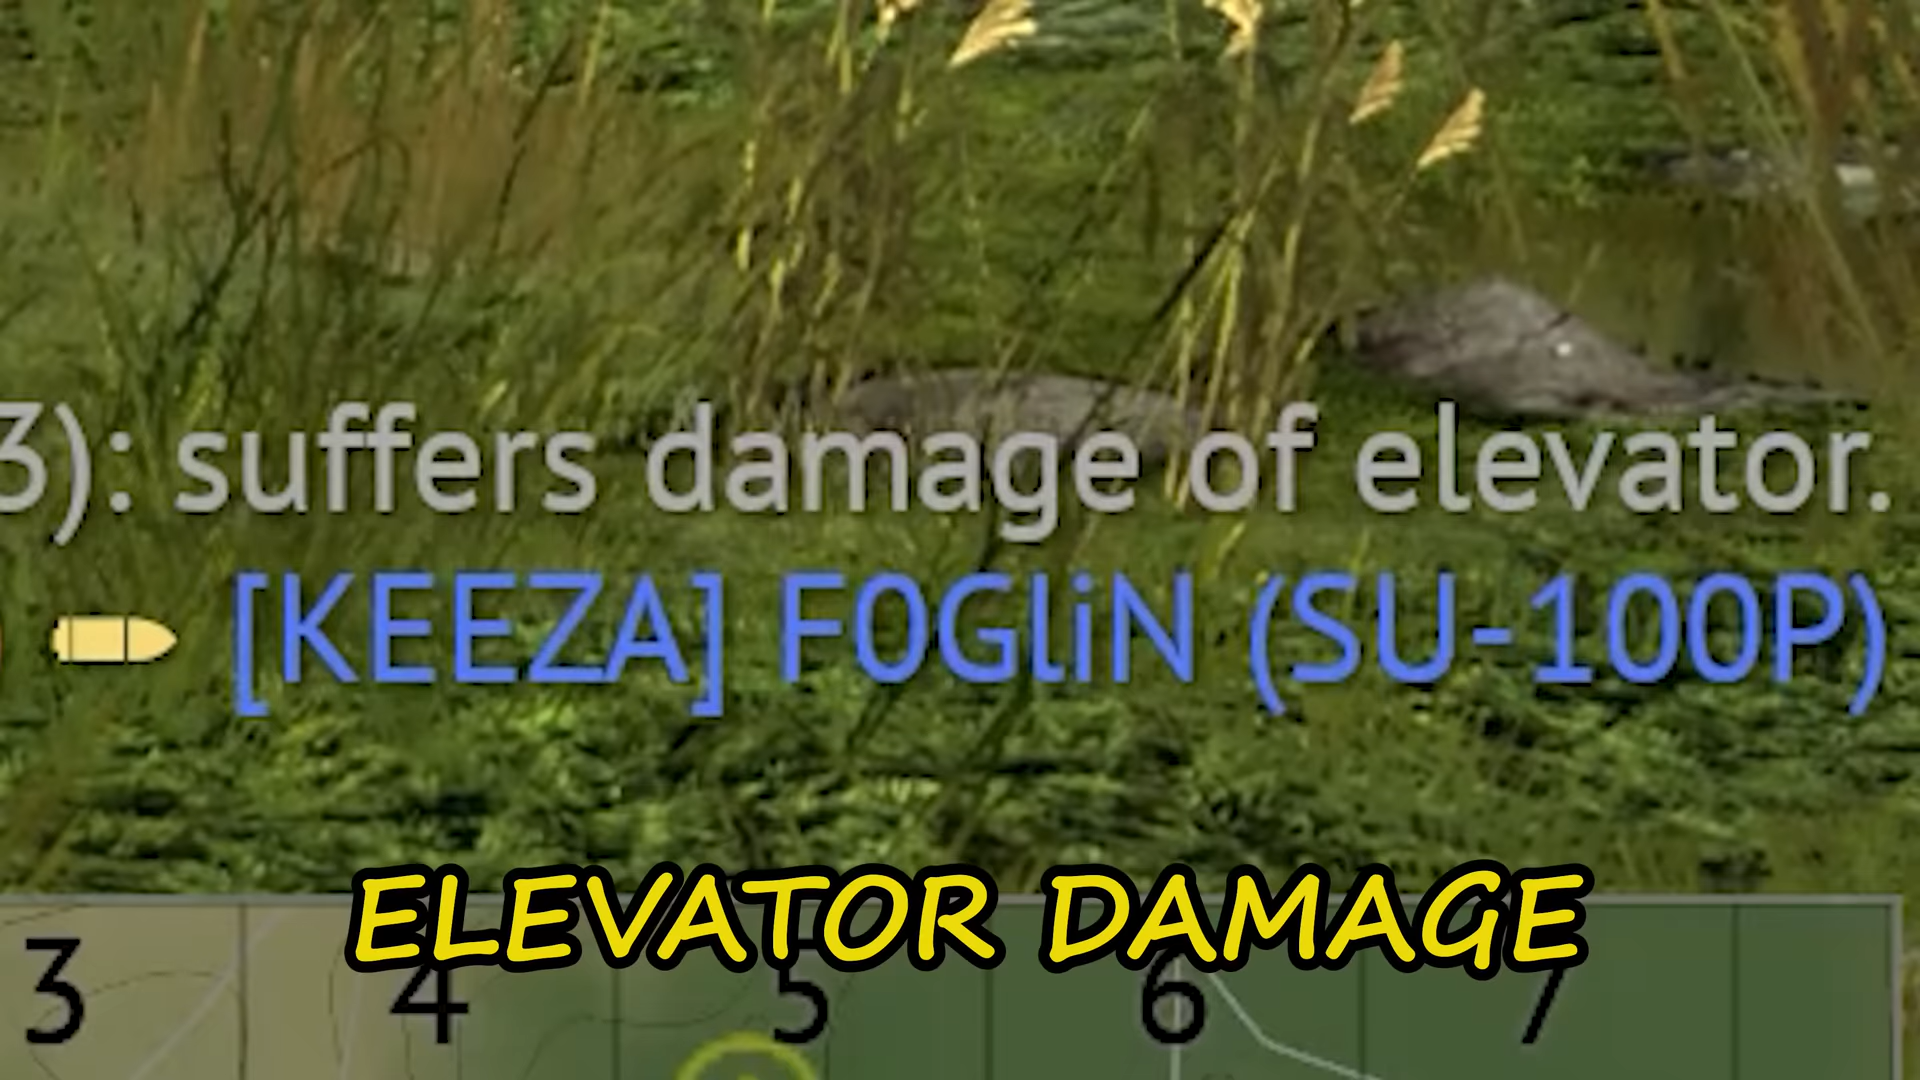 3): suffers damage of elevator.
[KEEZA] F0GliN (SU-100P)
ELEVATOR DAMAGE
3 4 5 6 7